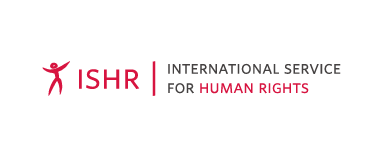 ISHR
INTERNATIONAL SERVICE
FOR HUMAN RIGHTS